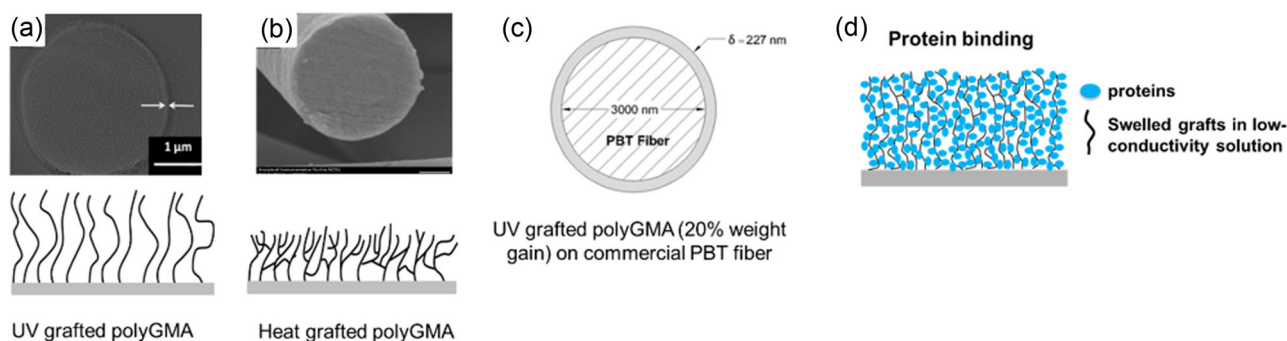 (a)
1 μm
UV grafted polyGMA
(b)
Heat grafted polyGMA
(c)
δ = 227 nm
3000 nm
PBT Fiber
UV grafted polyGMA (20% weight
gain) on commercial PBT fiber
(d)
Protein binding
proteins
Swelled grafts in low-
conductivity solution